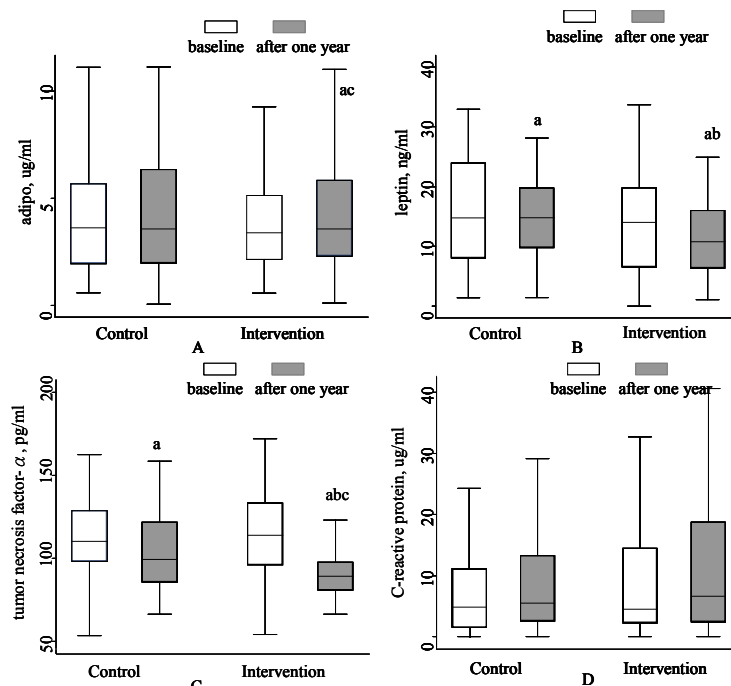 baseline after one year
10
5
0
adipo, ug/ml
ac
Control Intervention
A
baseline after one year
40
30
20
10
0
leptin, ng/ml
a
ab
Control Intervention
B
baseline after one year
200
150
100
50
tumor necrosis factor- α , pg/ml
a
abc
Control Intervention
C
baseline after one year
40
30
20
10
0
C-reactive protein, ug/ml
Control Intervention
D